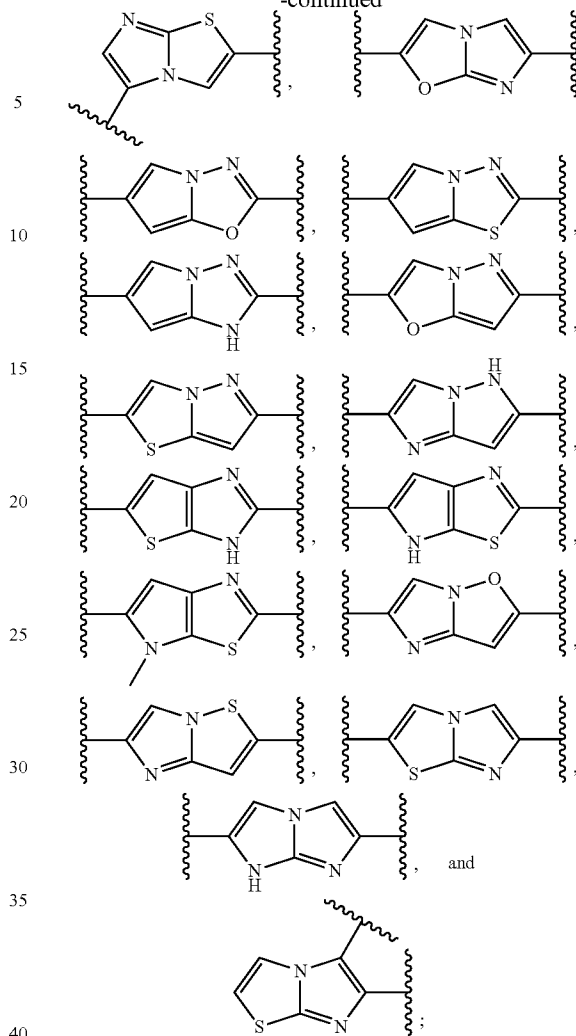 -continued
N S N
N , O N
5
N N N N
10 O , S ,
N N N N
N H , O ,
15 H
N N N N
S , N ,
N N
20 S N H , N H S ,
N N O
25 N S , N ,
N S N
30 N , S N ,
N
N H N , and
35
N
40 S N ;